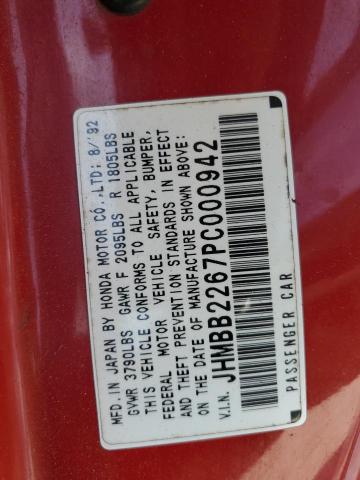 MFD.IN JAPAN BY HONDA MOTOR CO.,LTD: 8/'92
GVWR 3790LBS GAWR F 2095LBS R 1805LBS
THIS VEHICLE CONFORMS TO ALL APPLICABLE
FEDERAL MOTOR VEHICLE SAFETY, BUMPER,
AND THEFT PREVENTION STANDARDS IN EFFECT
ON THE DATE OF MANUFACTURE SHOWN ABOVE:
V.I.N. JHMBB2267PC000942
PASSENGER CAR